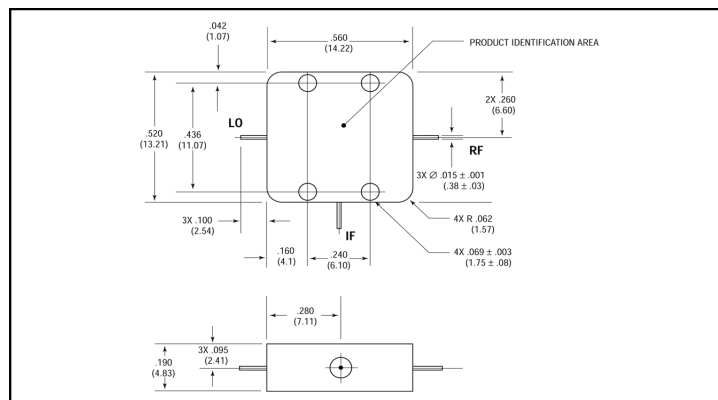 .042
(1.07)
.560
(14.22)
PRODUCT IDENTIFICATION AREA
2X .260
(6.60)
LO
.520
(13.21)
.436
(11.07)
RF
3X Ø .015 ± .001
(.38 ± .03)
3X .100
(2.54)
IF
4X R .062
(1.57)
.160
(4.1)
.240
(6.10)
4X .069 ± .003
(1.75 ± .08)
.280
(7.11)
3X .095
(2.41)
.190
(4.83)